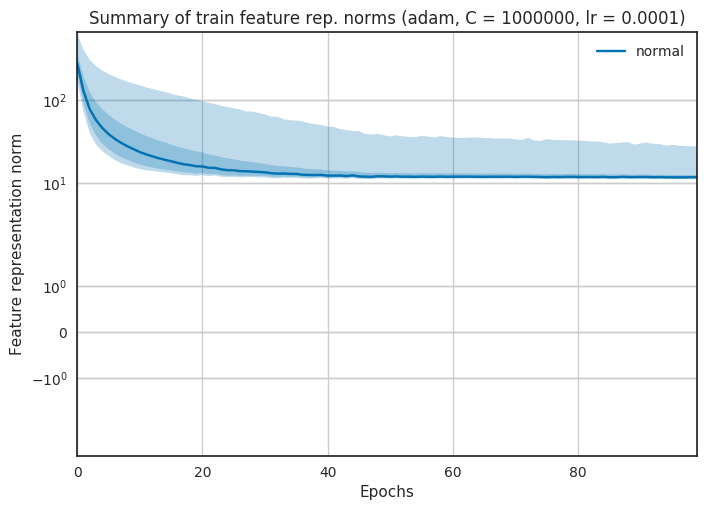 Summary of train feature rep. norms (adam, C = 1000000, lr = 0.0001)
normal
Feature representation norm
10²
10¹
10⁰
0
−10⁰
0 20 40 60 80
Epochs